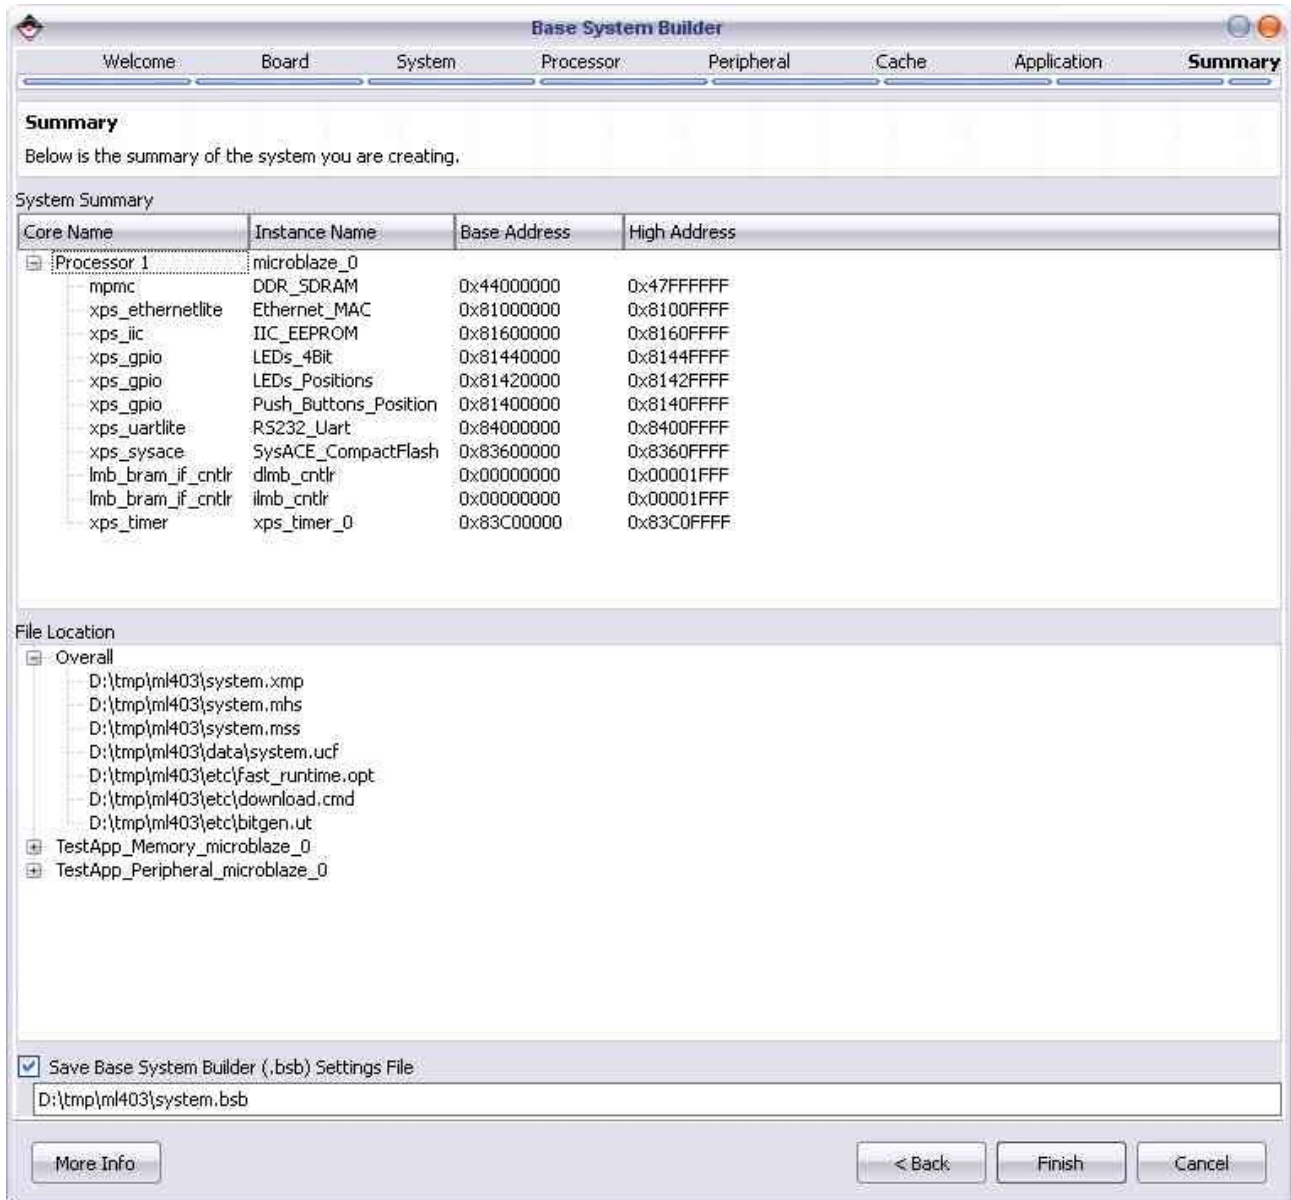 Base System Builder
Welcome Board System Processor Peripheral Cache Application Summary
Summary
Below is the summary of the system you are creating.
System Summary
Core Name Instance Name Base Address High Address
Processor 1 microblaze_0
mpmc DDR_SDRAM 0x44000000 0x47FFFFFF
xps_ethernetlite Ethernet_MAC 0x81000000 0x8100FFFF
xps_iic IIC_EEPROM 0x81600000 0x8160FFFF
xps_gpio LEDs_4Bit 0x81440000 0x8144FFFF
xps_gpio LEDs_Positions 0x81420000 0x8142FFFF
xps_gpio Push_Buttons_Position 0x81400000 0x8140FFFF
xps_uartlite RS232_Uart 0x84000000 0x8400FFFF
xps_sysace SysACE_CompactFlash 0x83600000 0x8360FFFF
lmb_bram_if_cntlr dlmb_cntlr 0x00000000 0x00001FFF
lmb_bram_if_cntlr ilmb_cntlr 0x00000000 0x00001FFF
xps_timer xps_timer_0 0x83C00000 0x83C0FFFF
File Location
Overall
D:\tmp\ml403\system.xmp
D:\tmp\ml403\system.mhs
D:\tmp\ml403\system.mss
D:\tmp\ml403\data\system.ucf
D:\tmp\ml403\etc\fast_runtime.opt
D:\tmp\ml403\etc\download.cmd
D:\tmp\ml403\etc\bitgen.ut
TestApp_Memory_microblaze_0
TestApp_Peripheral_microblaze_0
Save Base System Builder (.bsb) Settings File
D:\tmp\ml403\system.bsb
More Info < Back Finish Cancel